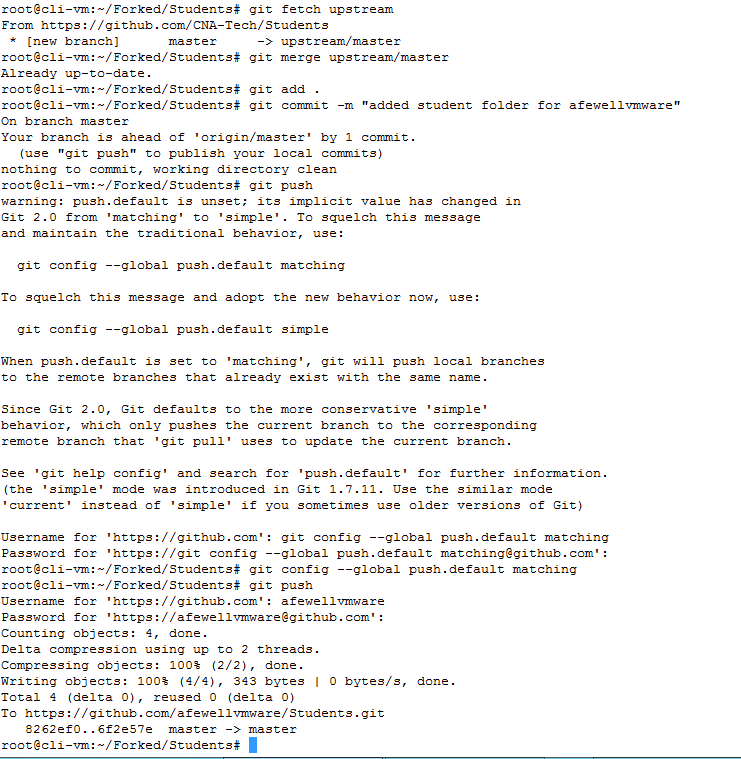 root@cli-vm:~/Forked/Students# git fetch upstream
From https://github.com/CNA-Tech/Students
 * [new branch]      master     -> upstream/master
root@cli-vm:~/Forked/Students# git merge upstream/master
Already up-to-date.
root@cli-vm:~/Forked/Students# git add .
root@cli-vm:~/Forked/Students# git commit -m "added student folder for afewellvmware"
On branch master
Your branch is ahead of 'origin/master' by 1 commit.
  (use "git push" to publish your local commits)
nothing to commit, working directory clean
root@cli-vm:~/Forked/Students# git push
warning: push.default is unset; its implicit value has changed in
Git 2.0 from 'matching' to 'simple'. To squelch this message
and maintain the traditional behavior, use:

  git config --global push.default matching

To squelch this message and adopt the new behavior now, use:

  git config --global push.default simple

When push.default is set to 'matching', git will push local branches
to the remote branches that already exist with the same name.

Since Git 2.0, Git defaults to the more conservative 'simple'
behavior, which only pushes the current branch to the corresponding
remote branch that 'git pull' uses to update the current branch.

See 'git help config' and search for 'push.default' for further information.
(the 'simple' mode was introduced in Git 1.7.11. Use the similar mode
'current' instead of 'simple' if you sometimes use older versions of Git)

Username for 'https://github.com': git config --global push.default matching
Password for 'https://git config --global push.default matching@github.com':
root@cli-vm:~/Forked/Students# git config --global push.default matching
root@cli-vm:~/Forked/Students# git push
Username for 'https://github.com': afewellvmware
Password for 'https://afewellvmware@github.com':
Counting objects: 4, done.
Delta compression using up to 2 threads.
Compressing objects: 100% (2/2), done.
Writing objects: 100% (4/4), 343 bytes | 0 bytes/s, done.
Total 4 (delta 0), reused 0 (delta 0)
To https://github.com/afewellvmware/Students.git
   8262ef0..6f2e57e  master -> master
root@cli-vm:~/Forked/Students#